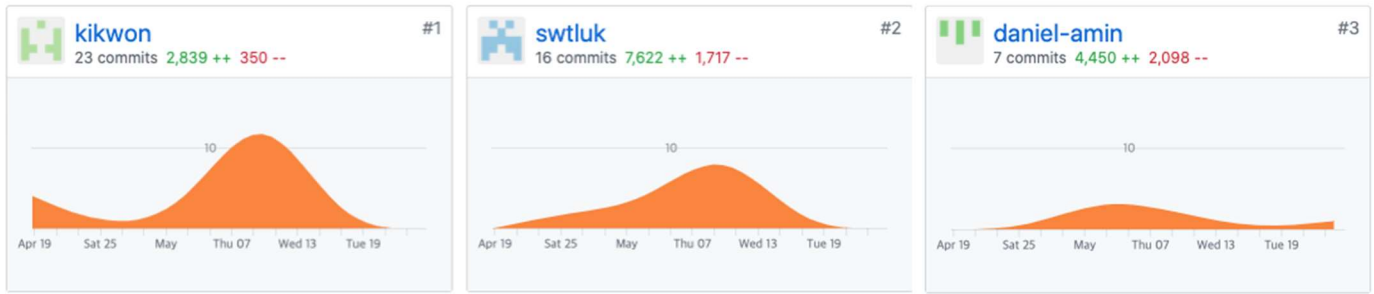 kikwon #1
23 commits 2,839 ++ 350 --
10
Apr 19 Sat 25 May Thu 07 Wed 13 Tue 19
swtluk #2
16 commits 7,622 ++ 1,717 --
10
Apr 19 Sat 25 May Thu 07 Wed 13 Tue 19
daniel-amin #3
7 commits 4,450 ++ 2,098 --
10
Apr 19 Sat 25 May Thu 07 Wed 13 Tue 19